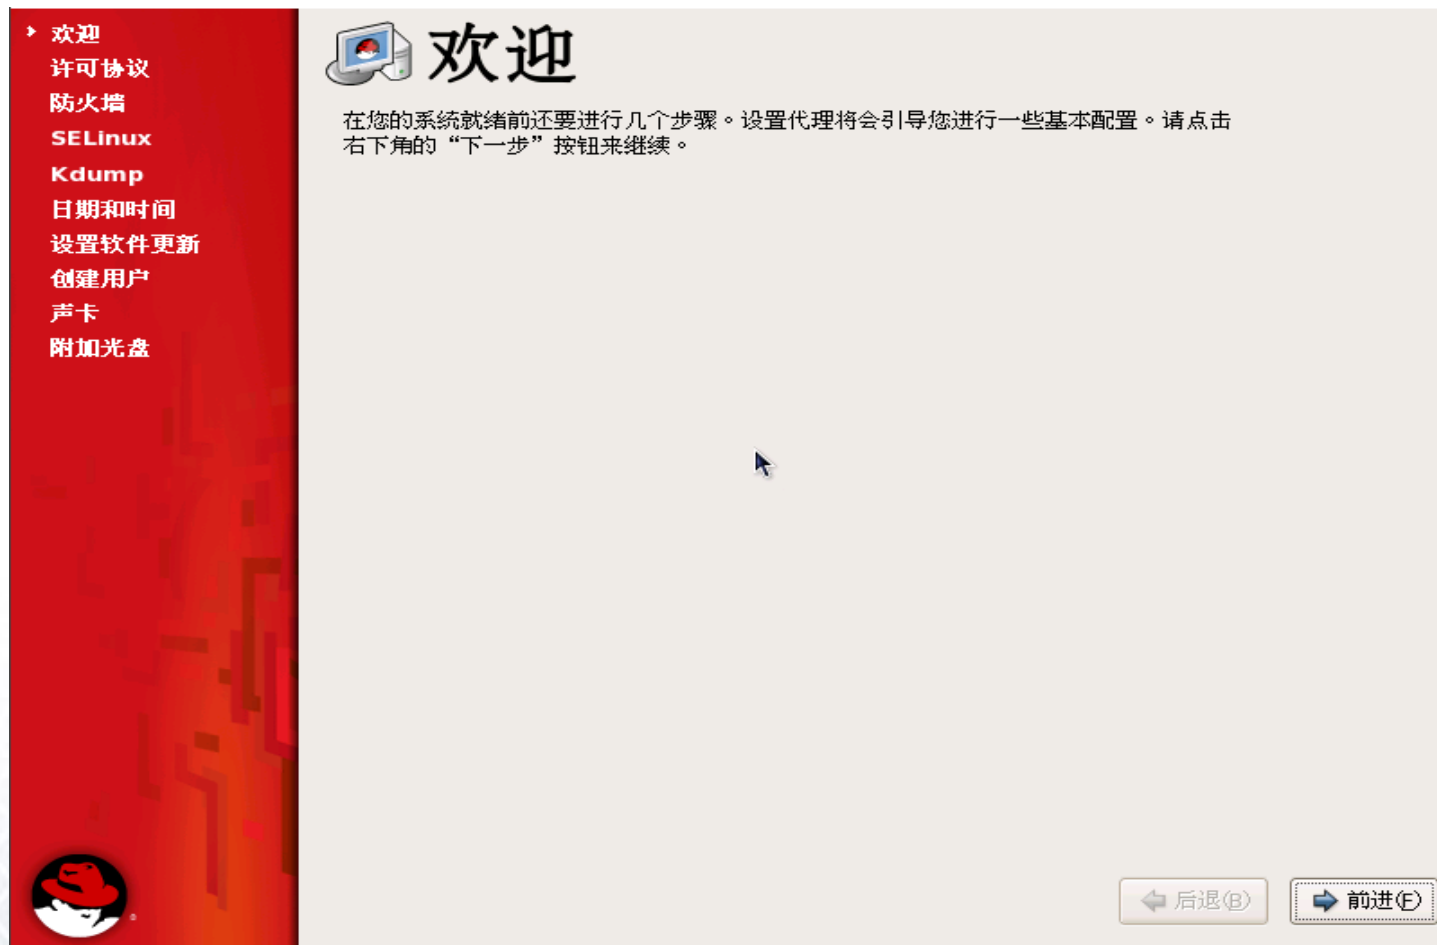 欢迎
许可协议
防火墙
SELinux
Kdump
日期和时间
设置软件更新
创建用户
声卡
附加光盘
欢迎
在您的系统就绪前还要进行几个步骤。设置代理将会引导您进行一些基本配置。请点击
右下角的“下一步”按钮来继续。
后退(B)
前进(F)